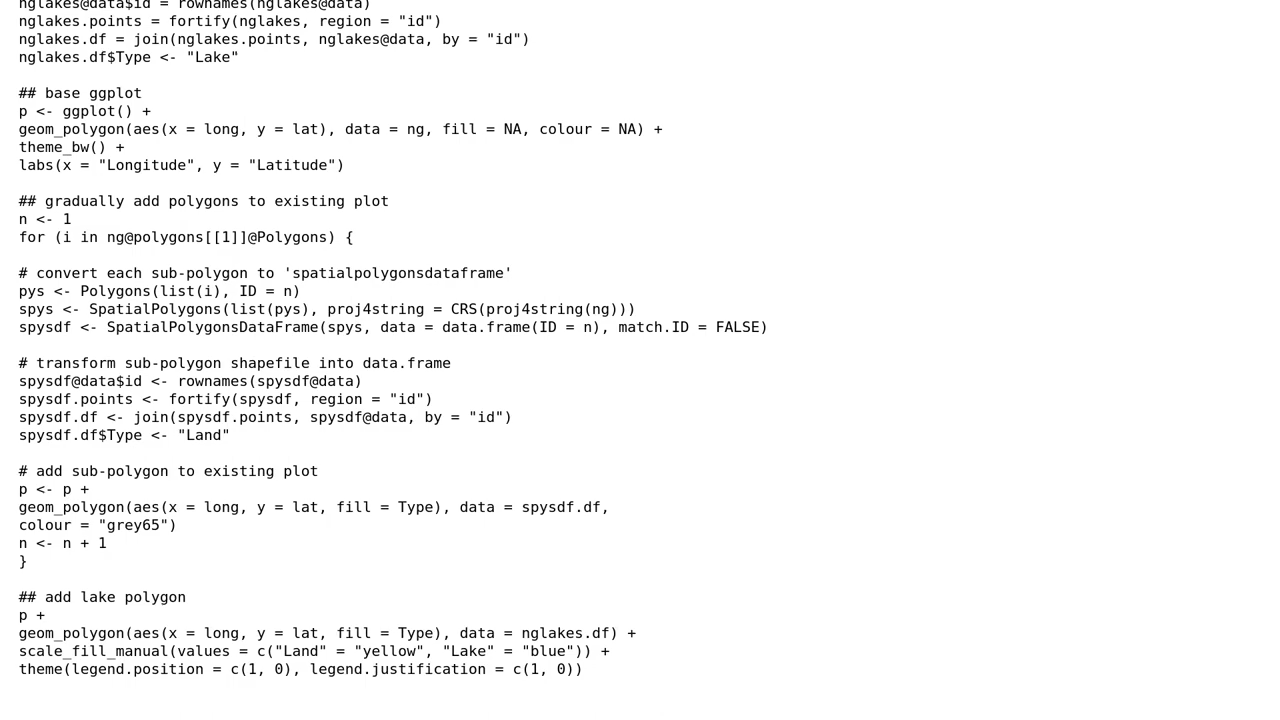 nglakes@data$id = rownames(nglakes@data)
nglakes.points = fortify(nglakes, region = "id")
nglakes.df = join(nglakes.points, nglakes@data, by = "id")
nglakes.df$Type <- "Lake"

## base ggplot
p <- ggplot() +
geom_polygon(aes(x = long, y = lat), data = ng, fill = NA, colour = NA) +
theme_bw() +
labs(x = "Longitude", y = "Latitude")

## gradually add polygons to existing plot
n <- 1
for (i in ng@polygons[[1]]@Polygons) {

# convert each sub-polygon to 'spatialpolygonsdataframe'
pys <- Polygons(list(i), ID = n)
spys <- SpatialPolygons(list(pys), proj4string = CRS(proj4string(ng)))
spysdf <- SpatialPolygonsDataFrame(spys, data = data.frame(ID = n), match.ID = FALSE)

# transform sub-polygon shapefile into data.frame
spysdf@data$id <- rownames(spysdf@data)
spysdf.points <- fortify(spysdf, region = "id")
spysdf.df <- join(spysdf.points, spysdf@data, by = "id")
spysdf.df$Type <- "Land"

# add sub-polygon to existing plot
p <- p +
geom_polygon(aes(x = long, y = lat, fill = Type), data = spysdf.df,
colour = "grey65")
n <- n + 1
}

## add lake polygon
p +
geom_polygon(aes(x = long, y = lat, fill = Type), data = nglakes.df) +
scale_fill_manual(values = c("Land" = "yellow", "Lake" = "blue")) +
theme(legend.position = c(1, 0), legend.justification = c(1, 0))